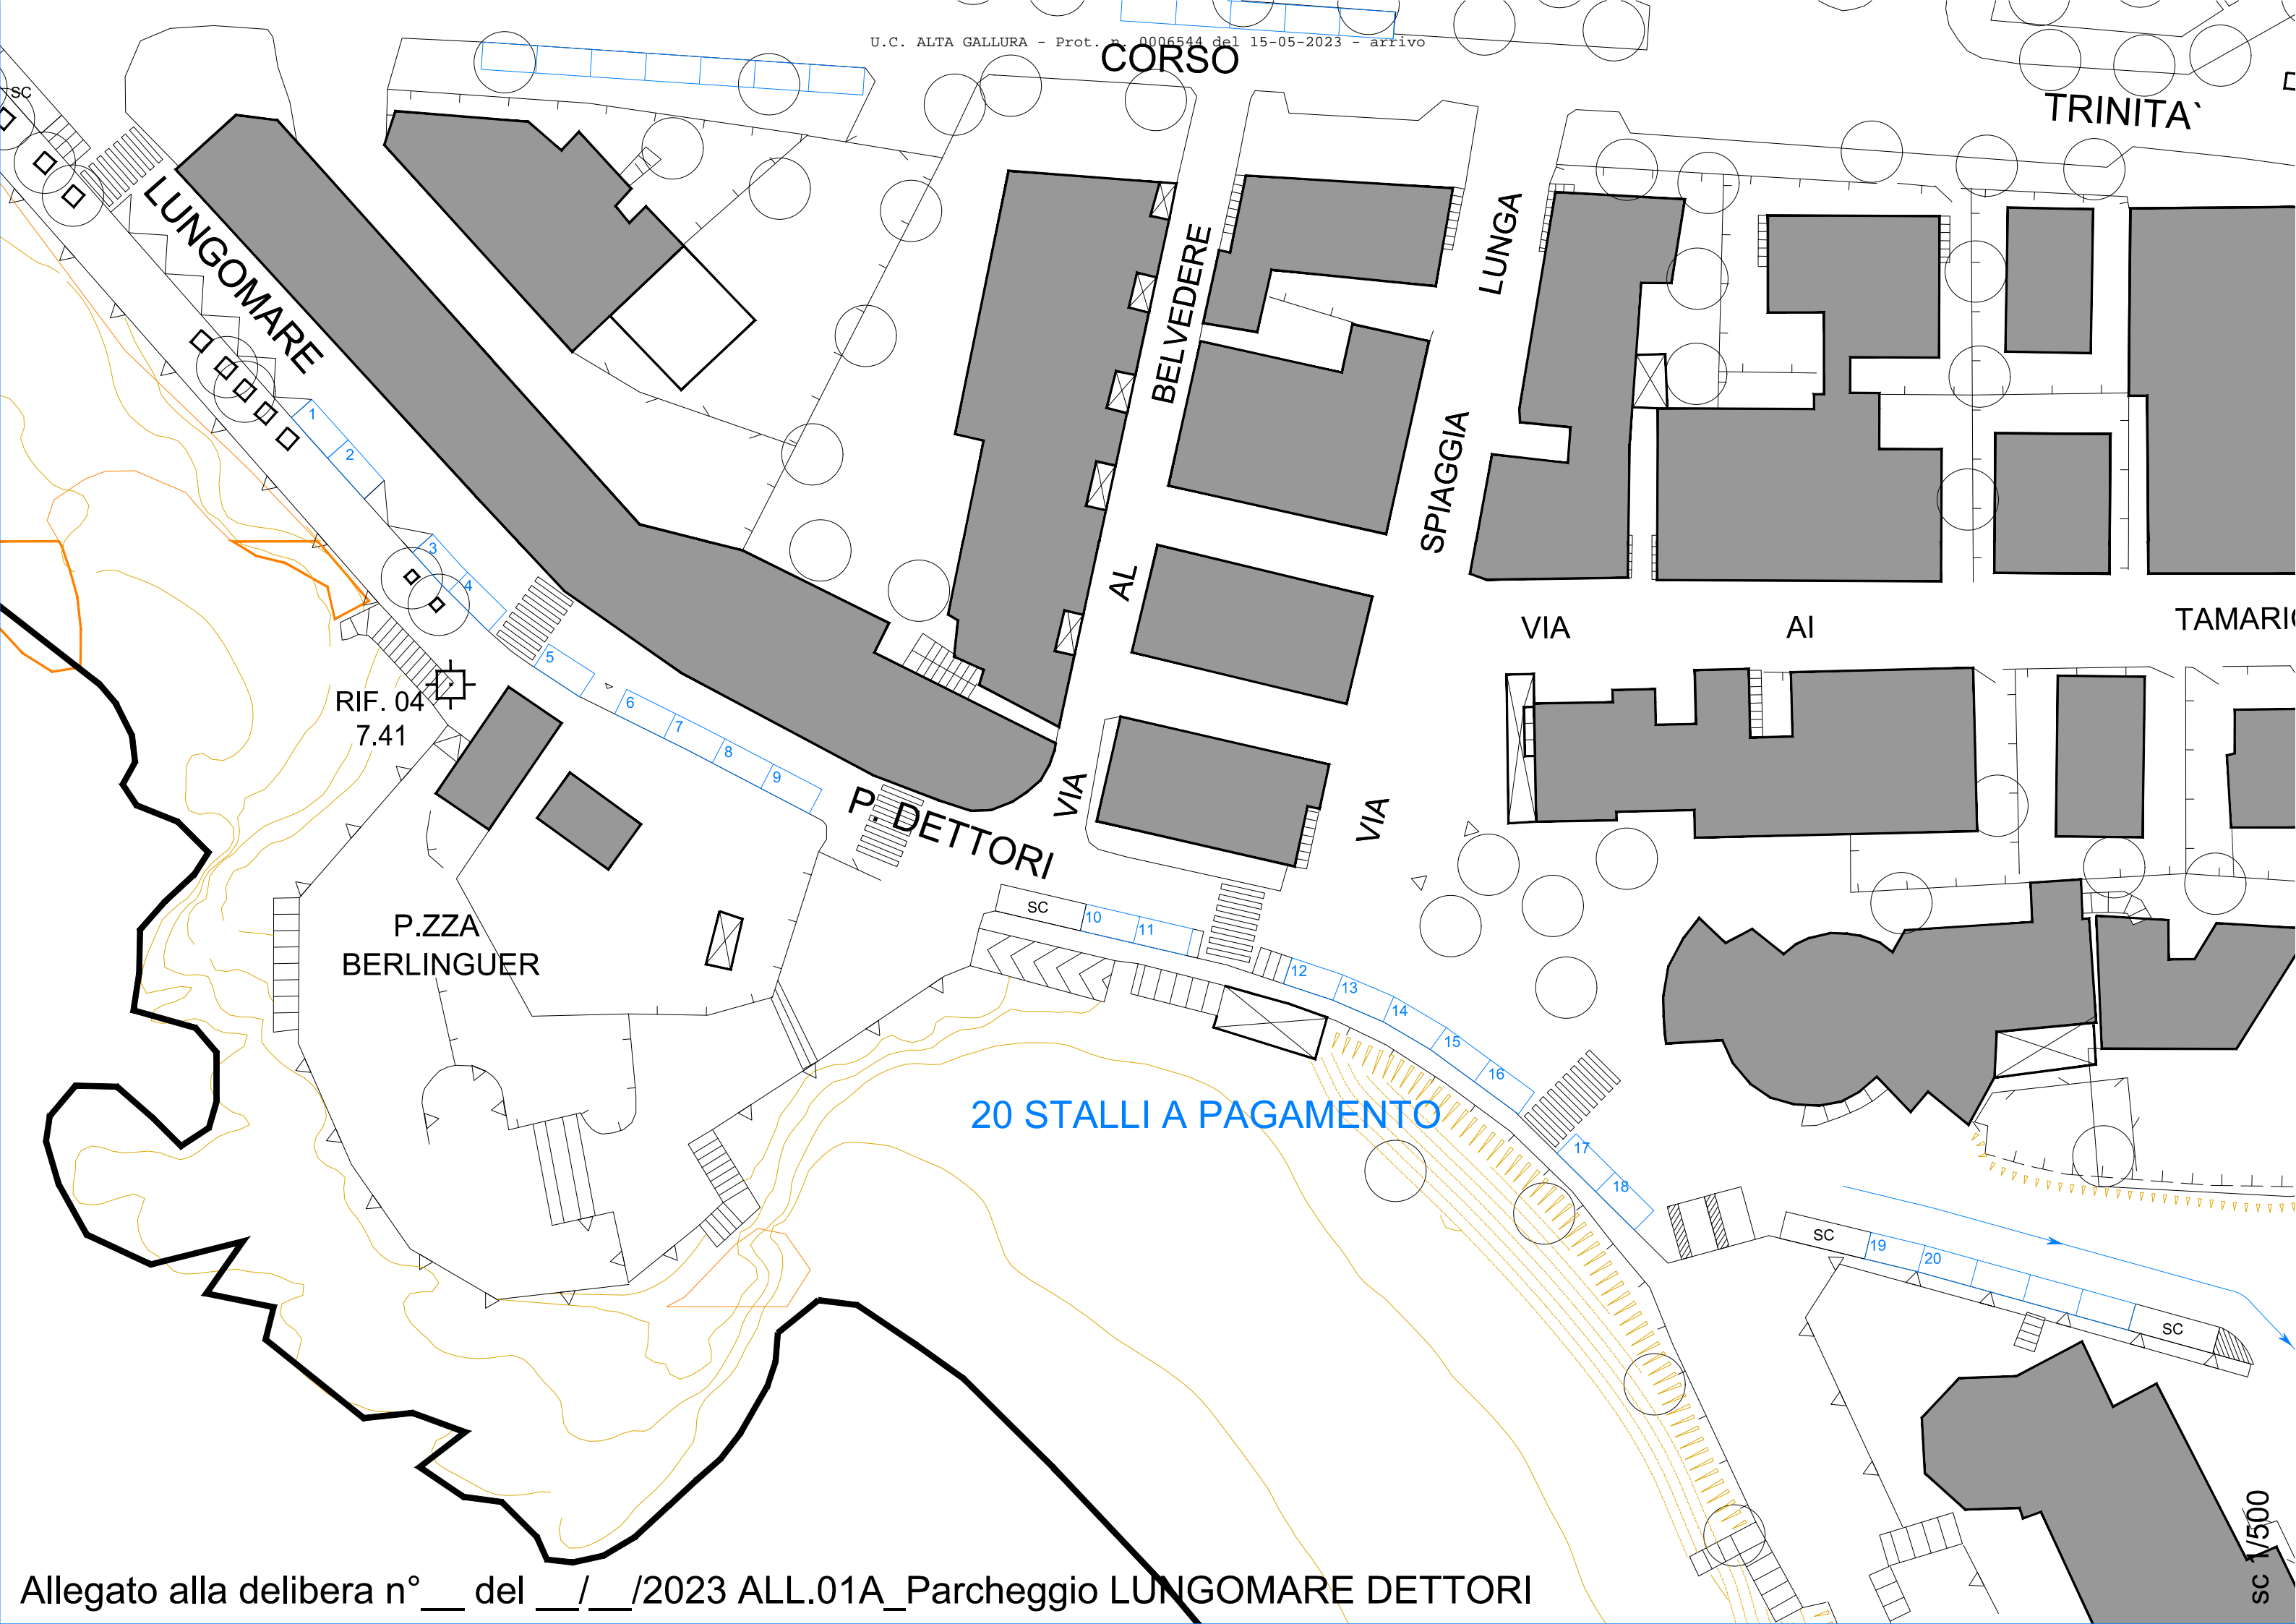 U.C. ALTA GALLURA - Prot. n. 0006544 del 15-05-2023 - arrivo
CORSO
TRINITA`
SC
LUNGOMARE
BELVEDERE
LUNGA
SPIAGGIA
AL
VIA
VIA
VIA
AI
1
2
3
4
5
6
7
8
9
RIF. 04
7.41
P. DETTORI
P.ZZA
BERLINGUER
SC
10
11
12
13
14
15
16
20 STALLI A PAGAMENTO
17
18
SC
19
20
SC
sc 1/500
Allegato alla delibera n°__ del __/__/2023 ALL.01A_Parcheggio LUNGOMARE DETTORI